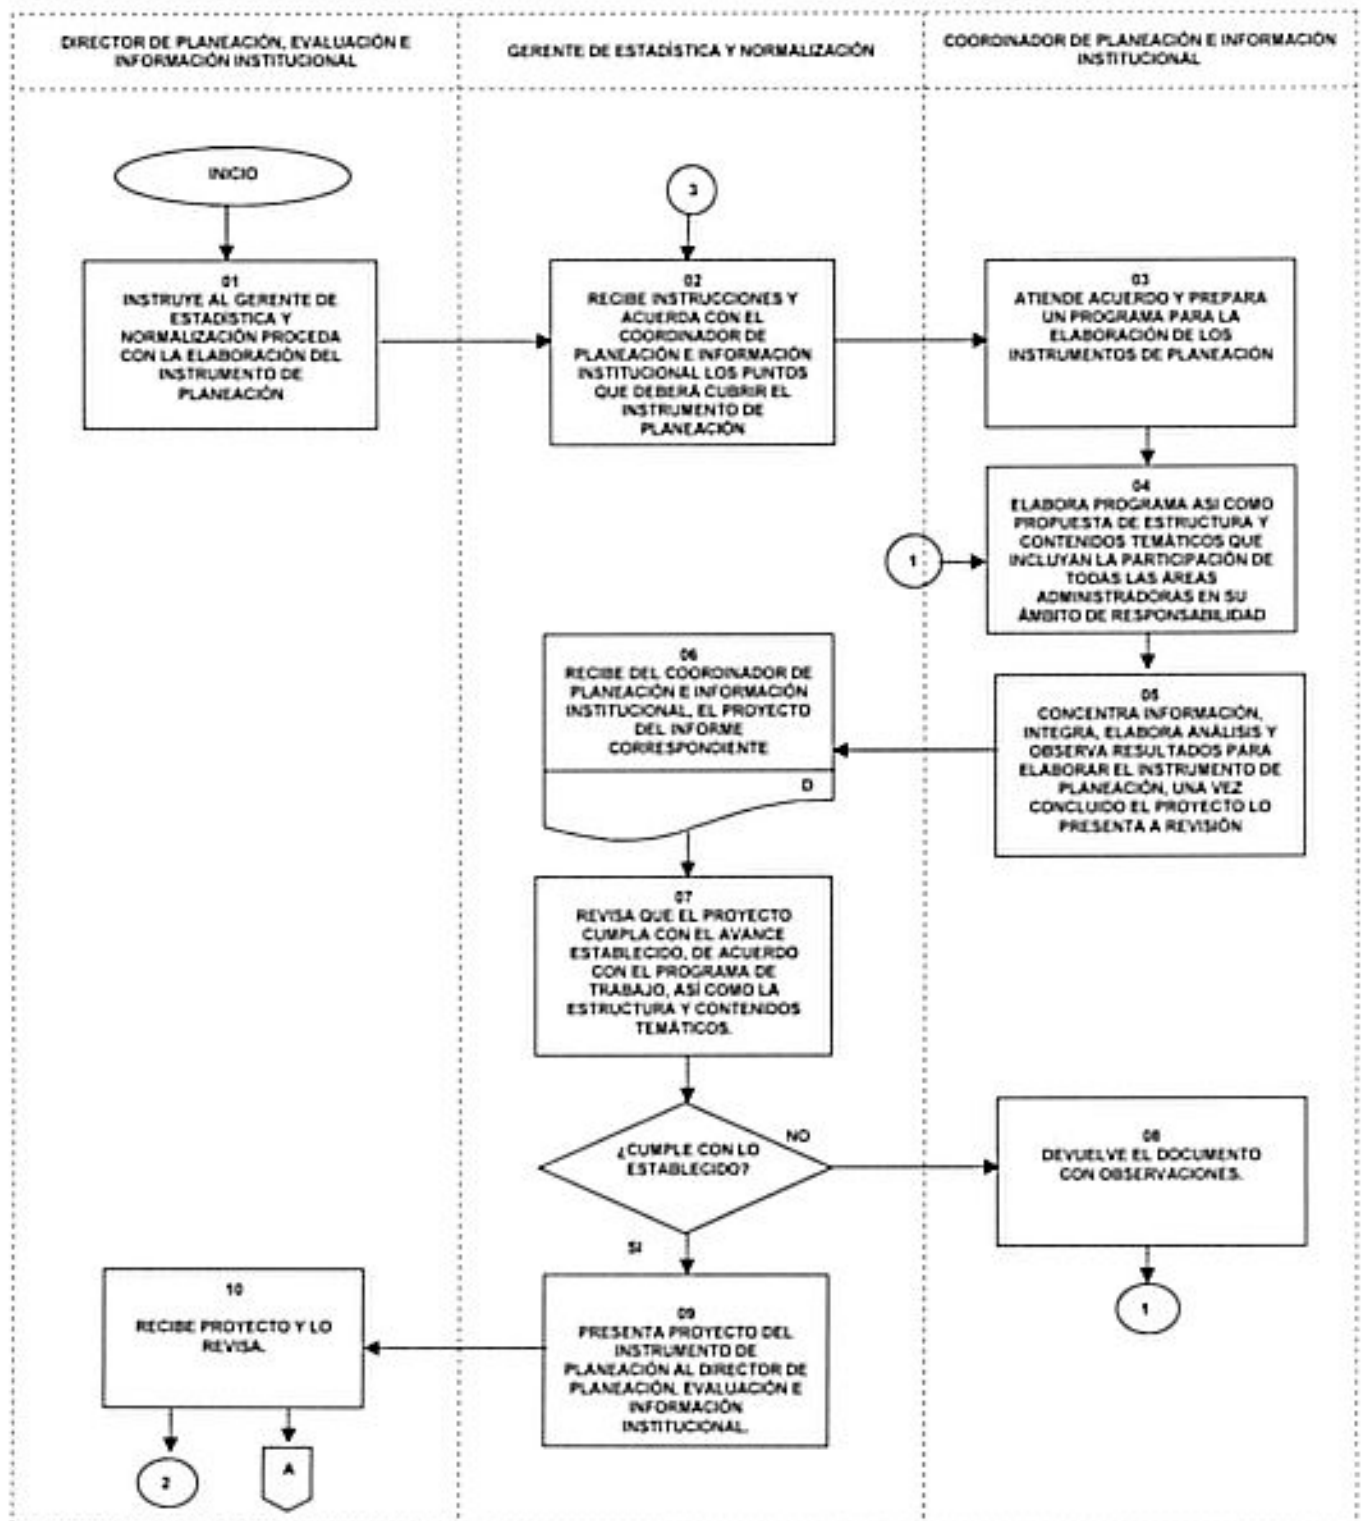 DIRECTOR DE PLANEACIÓN, EVALUACIÓN E
INFORMACIÓN INSTITUCIONAL
GERENTE DE ESTADÍSTICA Y NORMALIZACIÓN
COORDINADOR DE PLANEACIÓN E INFORMACIÓN
INSTITUCIONAL
INICIO
3
01
INSTRUYE AL GERENTE DE
ESTADÍSTICA Y
NORMALIZACIÓN PROCEDA
CON LA ELABORACIÓN DEL
INSTRUMENTO DE
PLANEACIÓN
02
RECIBE INSTRUCCIONES Y
ACUERDA CON EL
COORDINADOR DE
PLANEACIÓN E INFORMACIÓN
INSTITUCIONAL LOS PUNTOS
QUE DEBERÁ CUBRIR EL
INSTRUMENTO DE
PLANEACIÓN
03
ATIENDE ACUERDO Y PREPARA
UN PROGRAMA PARA LA
ELABORACIÓN DE LOS
INSTRUMENTOS DE PLANEACIÓN
04
ELABORA PROGRAMA ASI COMO
PROPUESTA DE ESTRUCTURA Y
CONTENIDOS TEMÁTICOS QUE
INCLUYAN LA PARTICIPACIÓN DE
TODAS LAS ÁREAS
ADMINISTRADORAS EN SU
ÁMBITO DE RESPONSABILIDAD
1
05
CONCENTRA INFORMACIÓN,
INTEGRA, ELABORA ANÁLISIS Y
OBSERVA RESULTADOS PARA
ELABORAR EL INSTRUMENTO DE
PLANEACIÓN, UNA VEZ
CONCLUIDO EL PROYECTO LO
PRESENTA A REVISIÓN
06
RECIBE DEL COORDINADOR DE
PLANEACIÓN E INFORMACIÓN
INSTITUCIONAL, EL PROYECTO
DEL INFORME
CORRESPONDIENTE
D
07
REVISA QUE EL PROYECTO
CUMPLA CON EL AVANCE
ESTABLECIDO, DE ACUERDO
CON EL PROGRAMA DE
TRABAJO, ASÍ COMO LA
ESTRUCTURA Y CONTENIDOS
TEMÁTICOS.
¿CUMPLE CON LO
ESTABLECIDO?
NO
SI
08
DEVUELVE EL DOCUMENTO
CON OBSERVACIONES.
1
09
PRESENTA PROYECTO DEL
INSTRUMENTO DE
PLANEACIÓN AL DIRECTOR DE
PLANEACIÓN, EVALUACIÓN E
INFORMACIÓN
INSTITUCIONAL.
10
RECIBE PROYECTO Y LO
REVISA.
2
A